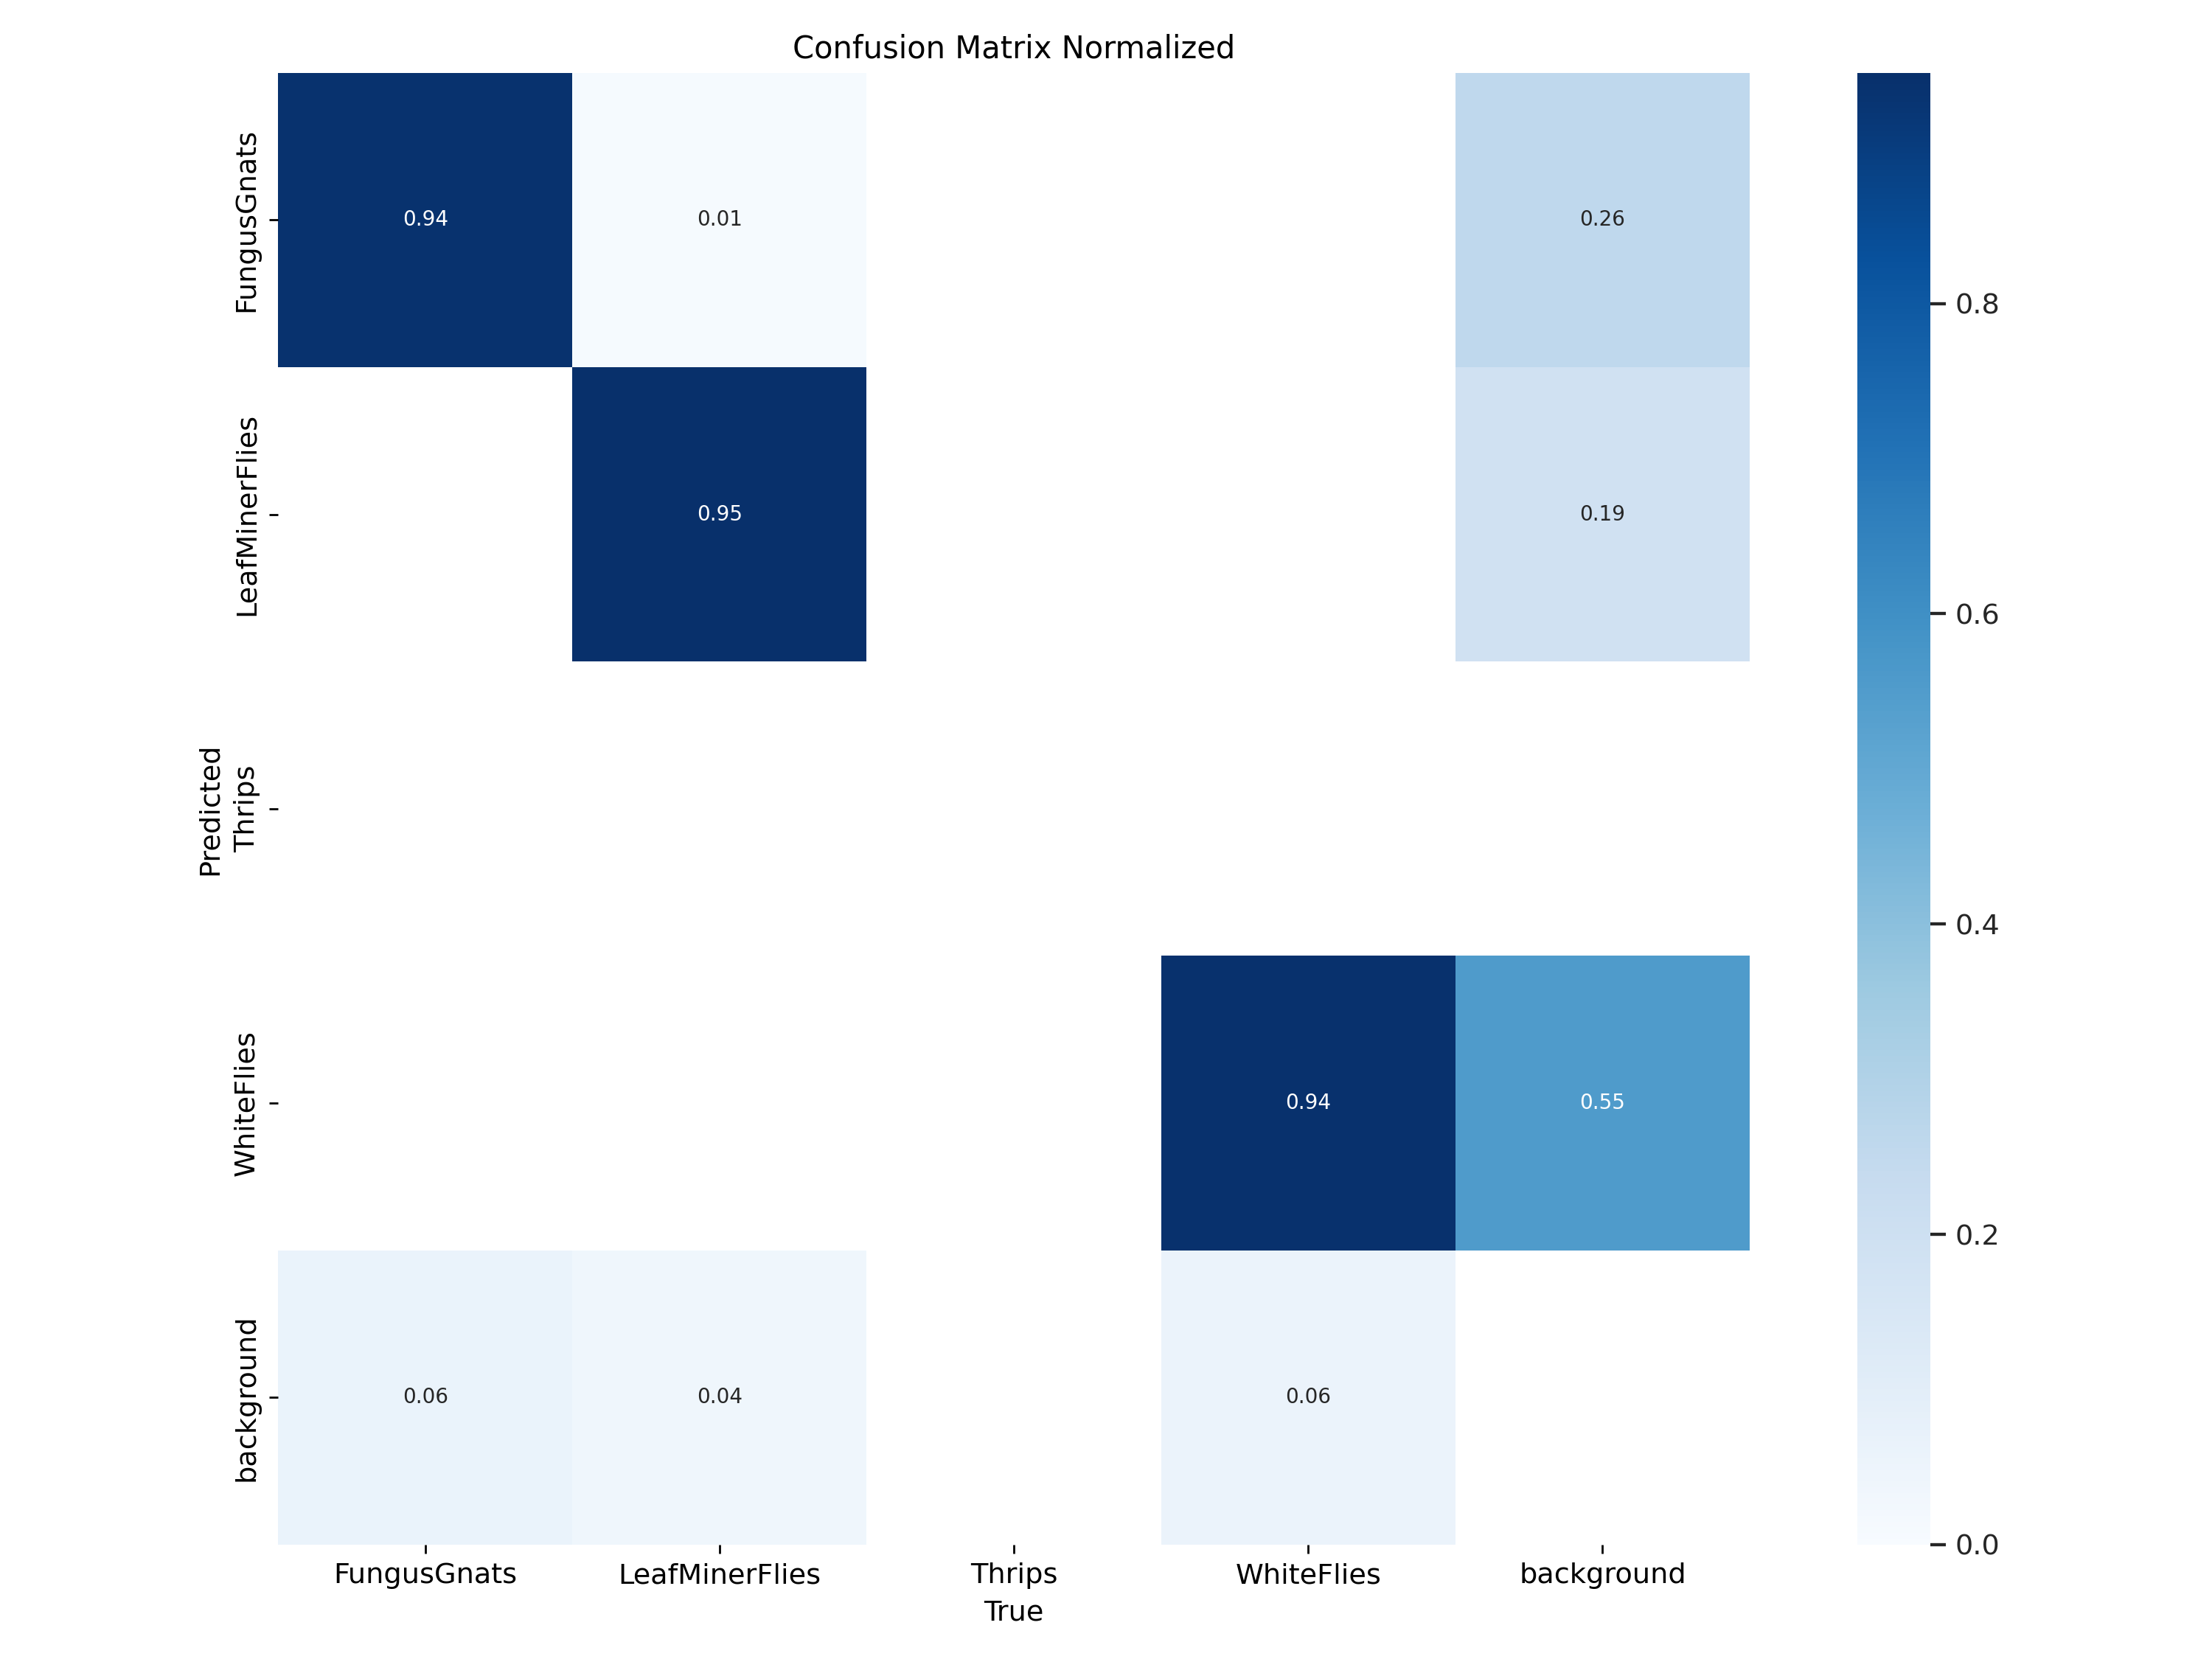 Confusion Matrix Normalized
Predicted
FungusGnats
LeafMinerFlies
Thrips
WhiteFlies
background
0.94 0.01 0.26
0.95 0.19
0.94 0.55
0.06 0.04 0.06
FungusGnats LeafMinerFlies Thrips WhiteFlies background
True
0.8
0.6
0.4
0.2
0.0